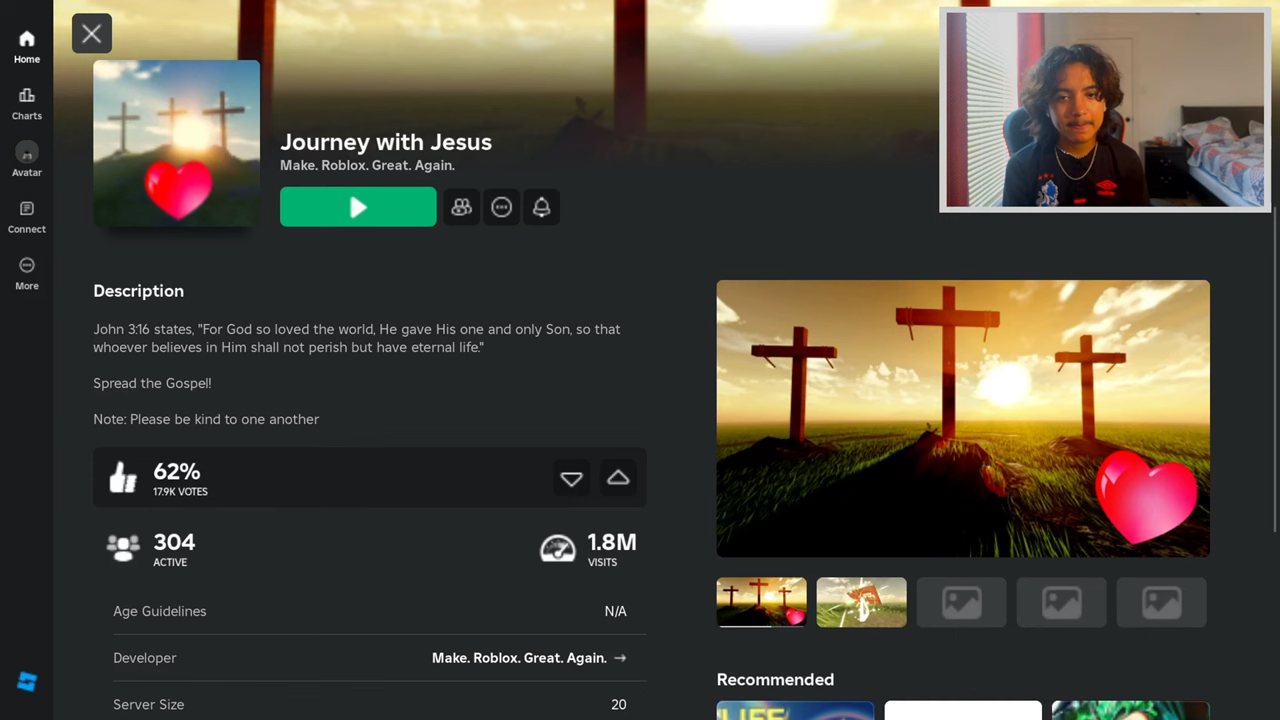 Home
Charts
Avatar
Connect
More
Journey with Jesus
Make. Roblox. Great. Again.
Description
John 3:16 states, "For God so loved the world, He gave His one and only Son, so that
whoever believes in Him shall not perish but have eternal life."
Spread the Gospel!
Note: Please be kind to one another
62%
17.9K VOTES
304
ACTIVE
1.8M
VISITS
Age Guidelines
N/A
Developer
Make. Roblox. Great. Again. →
Server Size
20
Recommended
LIFE